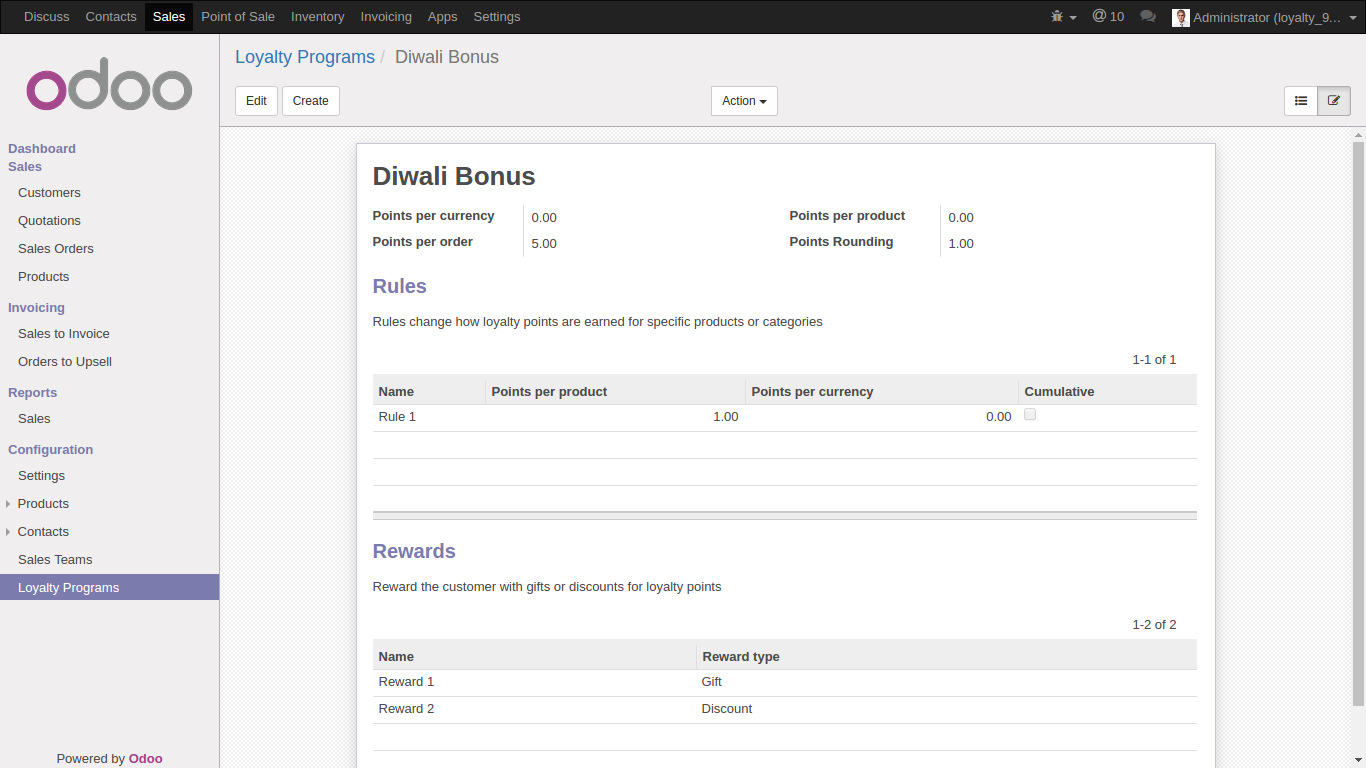 Discuss Contacts Sales Point of Sale Inventory Invoicing Apps Settings @ 10 Administrator (loyalty_9...
odoo
Loyalty Programs / Diwali Bonus
Edit Create Action
Dashboard
Sales
Customers
Quotations
Sales Orders
Products
Invoicing
Sales to Invoice
Orders to Upsell
Reports
Sales
Configuration
Settings
Products
Contacts
Sales Teams
Loyalty Programs
Powered by Odoo
Diwali Bonus
Points per currency 0.00 Points per product 0.00
Points per order 5.00 Points Rounding 1.00
Rules
Rules change how loyalty points are earned for specific products or categories
1-1 of 1
Name Points per product Points per currency Cumulative
Rule 1 1.00 0.00
Rewards
Reward the customer with gifts or discounts for loyalty points
1-2 of 2
Name Reward type
Reward 1 Gift
Reward 2 Discount